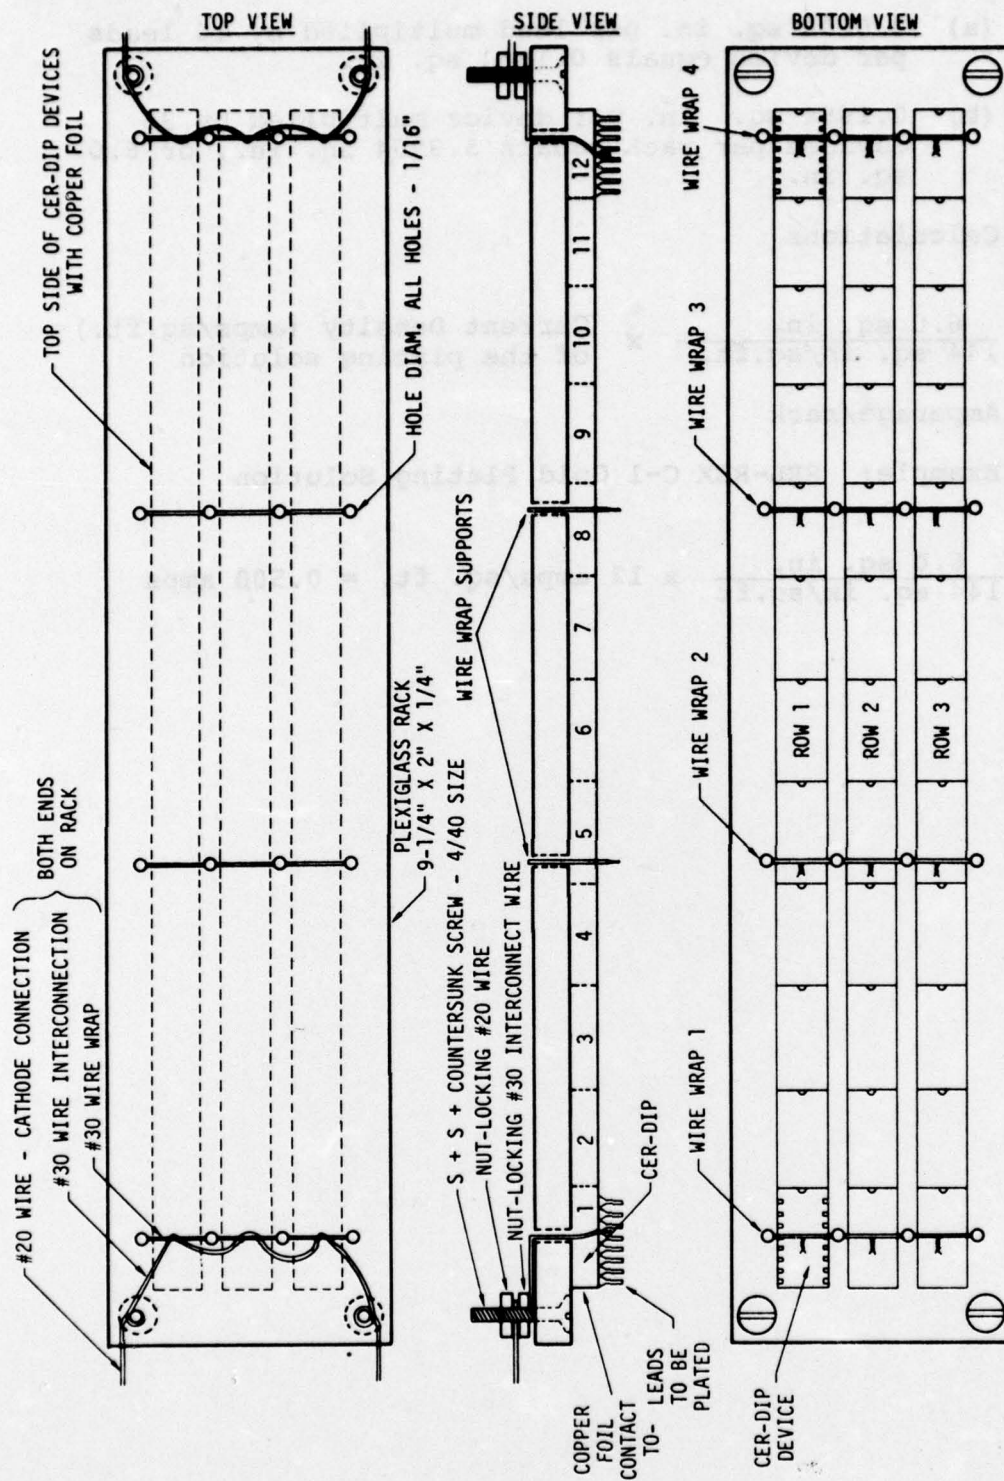 TOP VIEW
#20 WIRE - CATHODE CONNECTION
#30 WIRE INTERCONNECTION
#30 WIRE WRAP
BOTH ENDS
ON RACK
TOP SIDE OF CER-DIP DEVICES
WITH COPPER FOIL
HOLE DIAM ALL HOLES - 1/16"
PLEXIGLASS RACK
9-1/4" X 2" X 1/4"
SIDE VIEW
S + S + COUNTERSUNK SCREW - 4/40 SIZE
NUT-LOCKING #20 WIRE
NUT-LOCKING #30 INTERCONNECT WIRE
WIRE WRAP SUPPORTS
1 2 3 4 5 6 7 8 9 10 11 12
CER-DIP
COPPER
FOIL
CONTACT
TO- LEADS
TO BE
PLATED
BOTTOM VIEW
WIRE WRAP 1
WIRE WRAP 2
WIRE WRAP 3
WIRE WRAP 4
ROW 1
ROW 2
ROW 3
CER-DIP
DEVICE